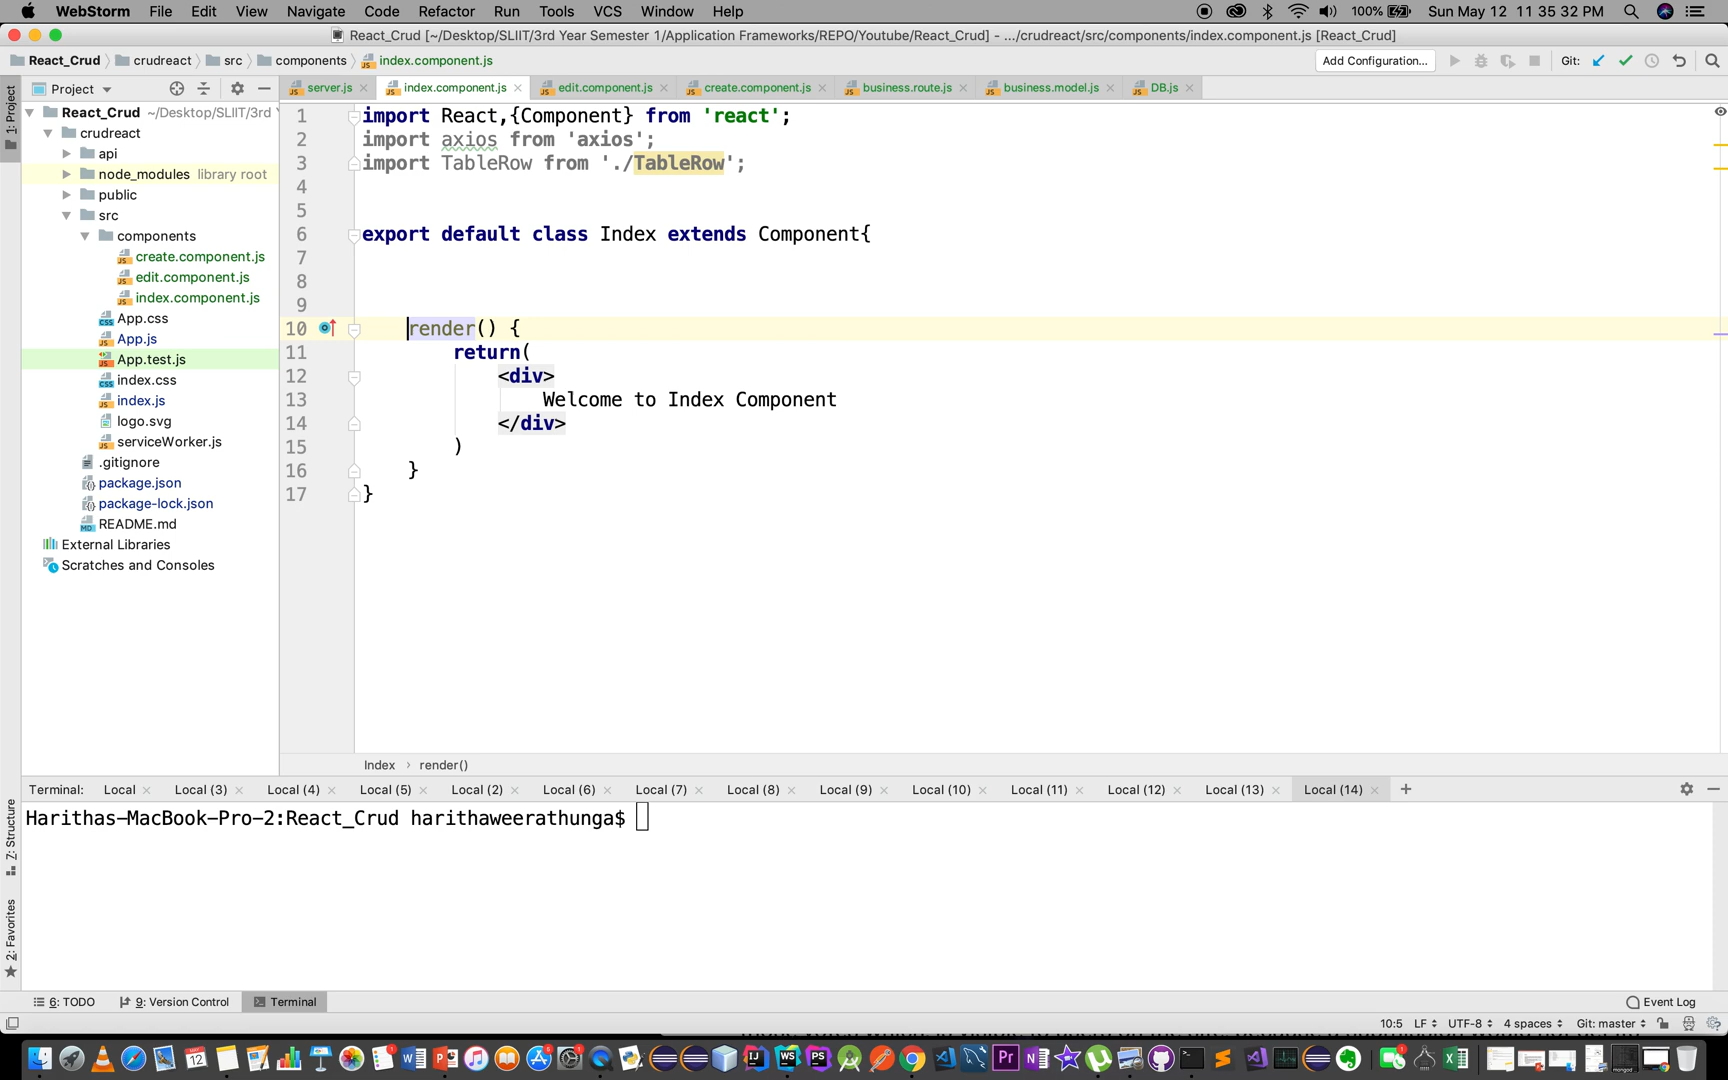 WebStorm File Edit View Navigate Code Refactor Run Tools VCS Window Help 100% Sun May 12 11 35 32 PM
React_Crud [~/Desktop/SLIIT/3rd Year Semester 1/Application Frameworks/REPO/Youtube/React_Crud] - .../crudreact/src/components/index.component.js [React_Crud]
React_Crud crudreact src components index.component.js Add Configuration... Git:
1: Project
Project
server.js index.component.js edit.component.js create.component.js business.route.js business.model.js DB.js
React_Crud ~/Desktop/SLIIT/3rd
crudreact
api
node_modules library root
public
src
components
create.component.js
edit.component.js
index.component.js
App.css
App.js
App.test.js
index.css
index.js
logo.svg
serviceWorker.js
.gitignore
package.json
package-lock.json
README.md
External Libraries
Scratches and Consoles
1 import React,{Component} from 'react';
2 import axios from 'axios';
3 import TableRow from './TableRow';
4
5
6 export default class Index extends Component{
7
8
9
10 render() {
11 return(
12 <div>
13 Welcome to Index Component
14 </div>
15 )
16 }
17 }
Index › render()
Terminal: Local Local (3) Local (4) Local (5) Local (2) Local (6) Local (7) Local (8) Local (9) Local (10) Local (11) Local (12) Local (13) Local (14)
Harithas-MacBook-Pro-2:React_Crud harithaweerathunga$
Z: Structure
2: Favorites
6: TODO 9: Version Control Terminal Event Log
10:5 LF UTF-8 4 spaces Git: master